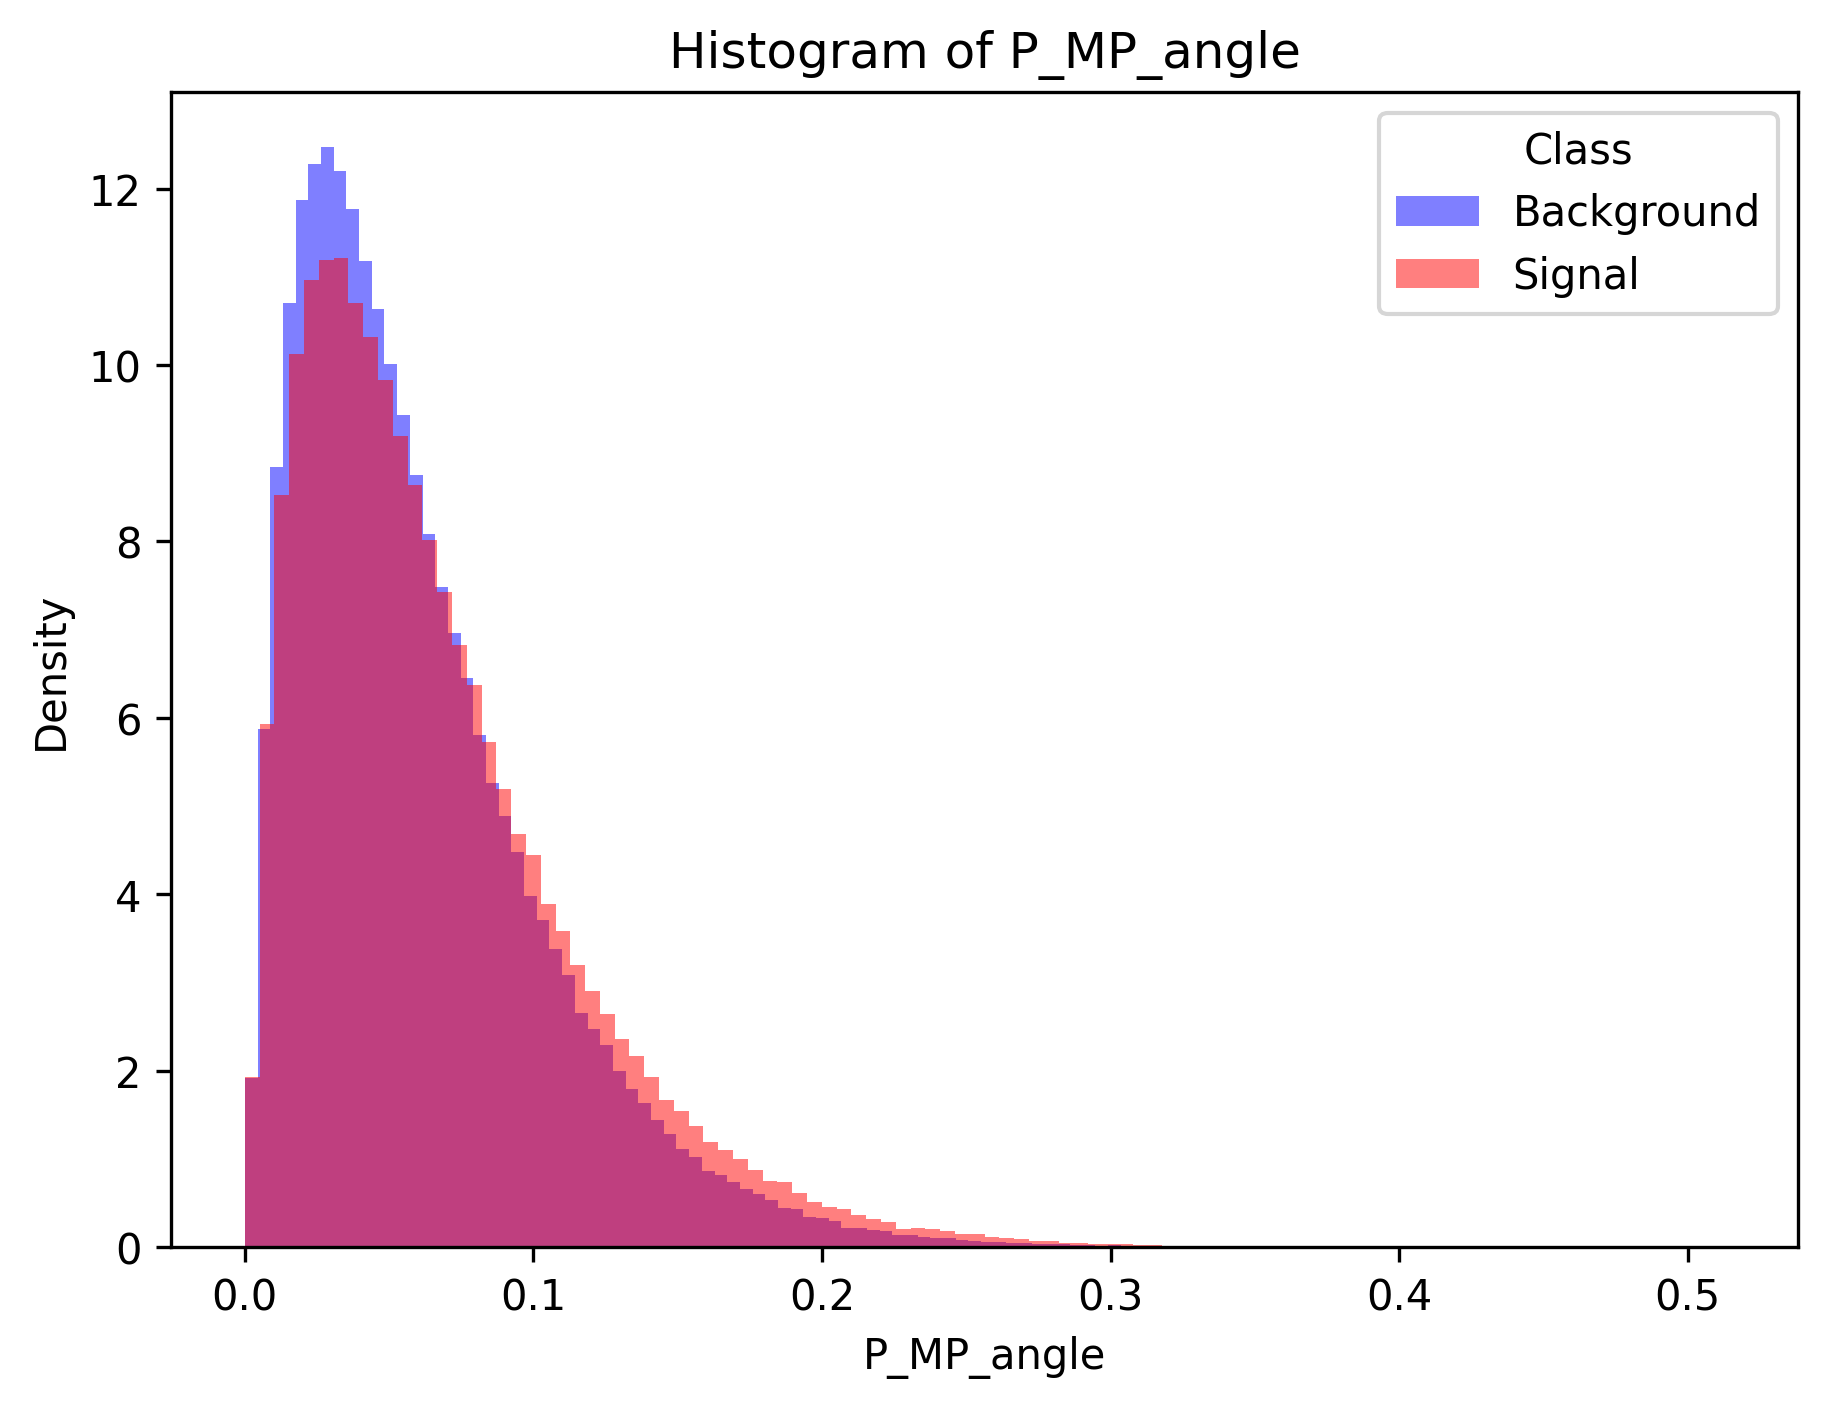 Histogram of P_MP_angle
Class
Background
Signal
12
10
8
6
4
2
0
Density
0.0 0.1 0.2 0.3 0.4 0.5
P_MP_angle